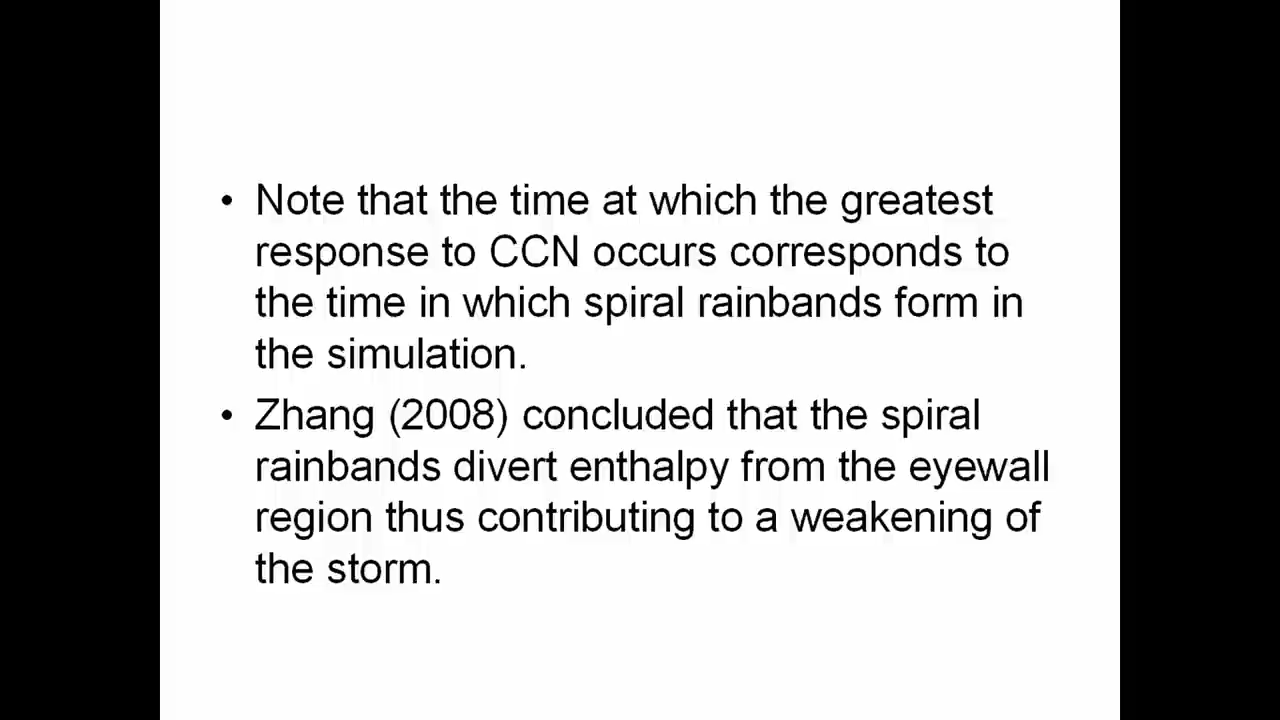 • Note that the time at which the greatest
response to CCN occurs corresponds to
the time in which spiral rainbands form in
the simulation.
• Zhang (2008) concluded that the spiral
rainbands divert enthalpy from the eyewall
region thus contributing to a weakening of
the storm.